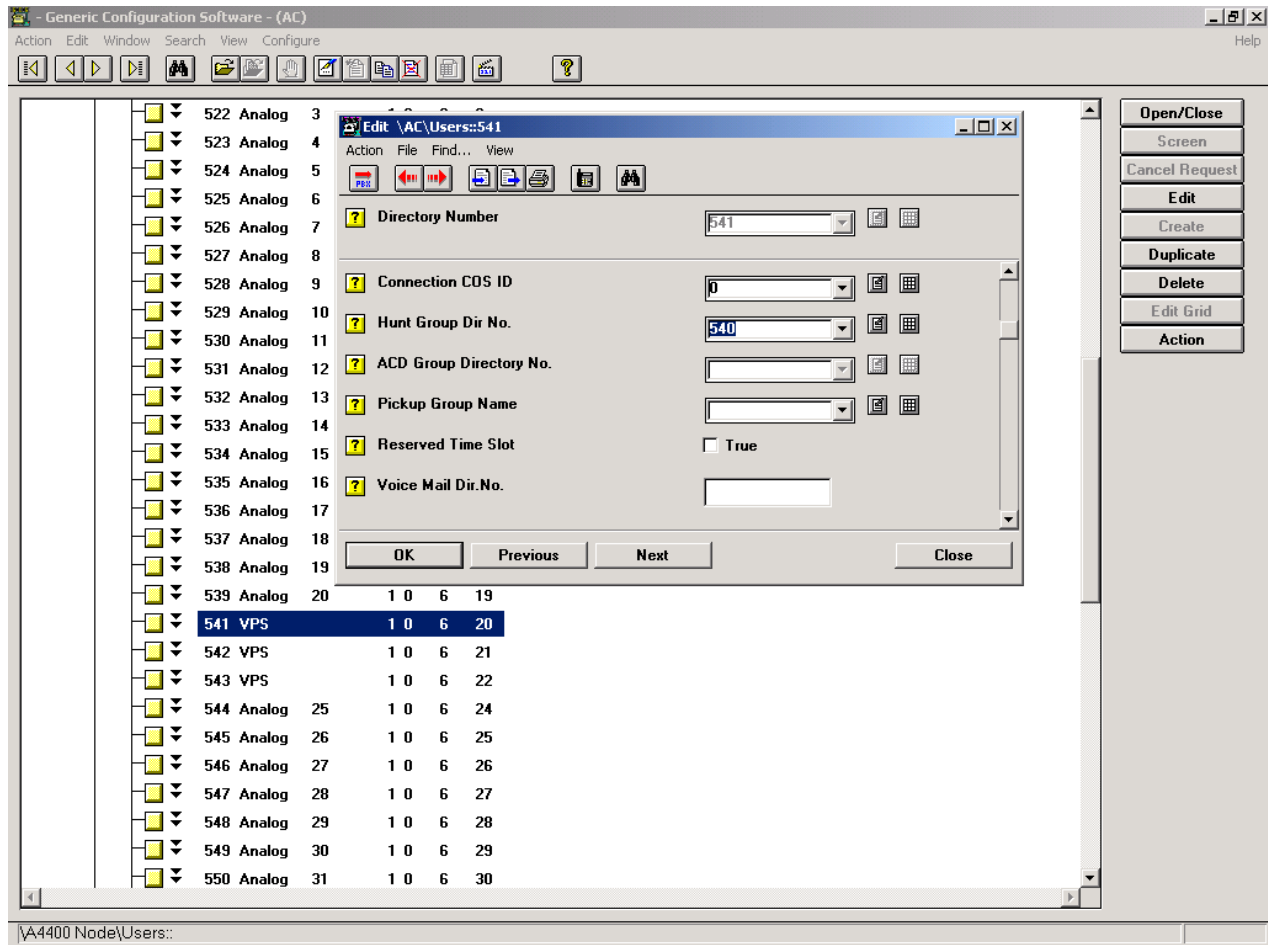 - Generic Configuration Software - (AC)
Action Edit Window Search View Configure Help
522 Analog 3
523 Analog 4
524 Analog 5
525 Analog 6
526 Analog 7
527 Analog 8
528 Analog 9
529 Analog 10
530 Analog 11
531 Analog 12
532 Analog 13
533 Analog 14
534 Analog 15
535 Analog 16
536 Analog 17
537 Analog 18
538 Analog 19
539 Analog 20 1 0 6 19
541 VPS 1 0 6 20
542 VPS 1 0 6 21
543 VPS 1 0 6 22
544 Analog 25 1 0 6 24
545 Analog 26 1 0 6 25
546 Analog 27 1 0 6 26
547 Analog 28 1 0 6 27
548 Analog 29 1 0 6 28
549 Analog 30 1 0 6 29
550 Analog 31 1 0 6 30
Edit \AC\Users::541
Action File Find... View
PBX
? Directory Number 541
? Connection COS ID 0
? Hunt Group Dir No. 540
? ACD Group Directory No.
? Pickup Group Name
? Reserved Time Slot True
? Voice Mail Dir.No.
OK Previous Next Close
Open/Close
Screen
Cancel Request
Edit
Create
Duplicate
Delete
Edit Grid
Action
\A4400 Node\Users::